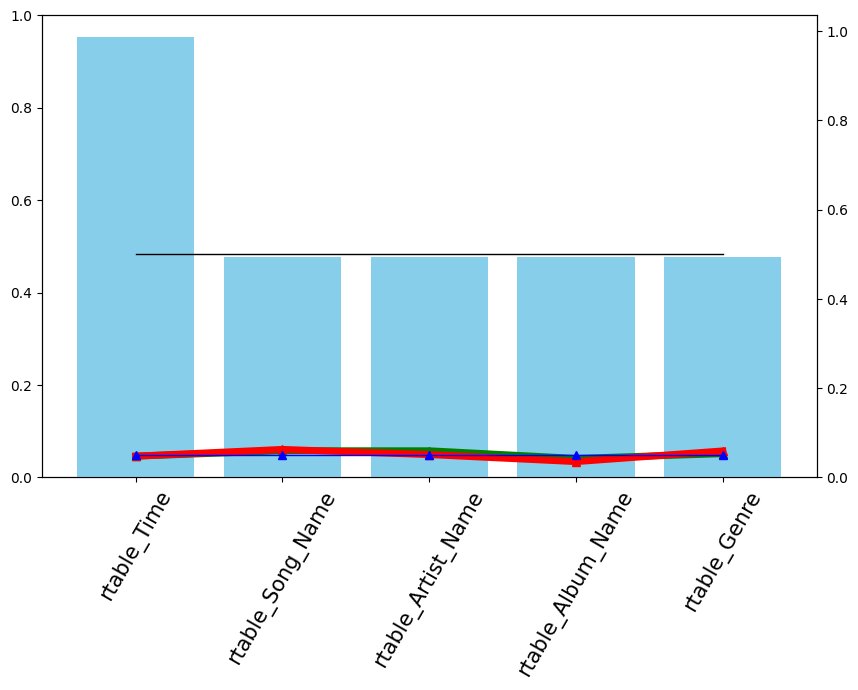 1.0
0.8
0.6
0.4
0.2
0.0
1.0
0.8
0.6
0.4
0.2
0.0
rtable_Time
rtable_Song_Name
rtable_Artist_Name
rtable_Album_Name
rtable_Genre